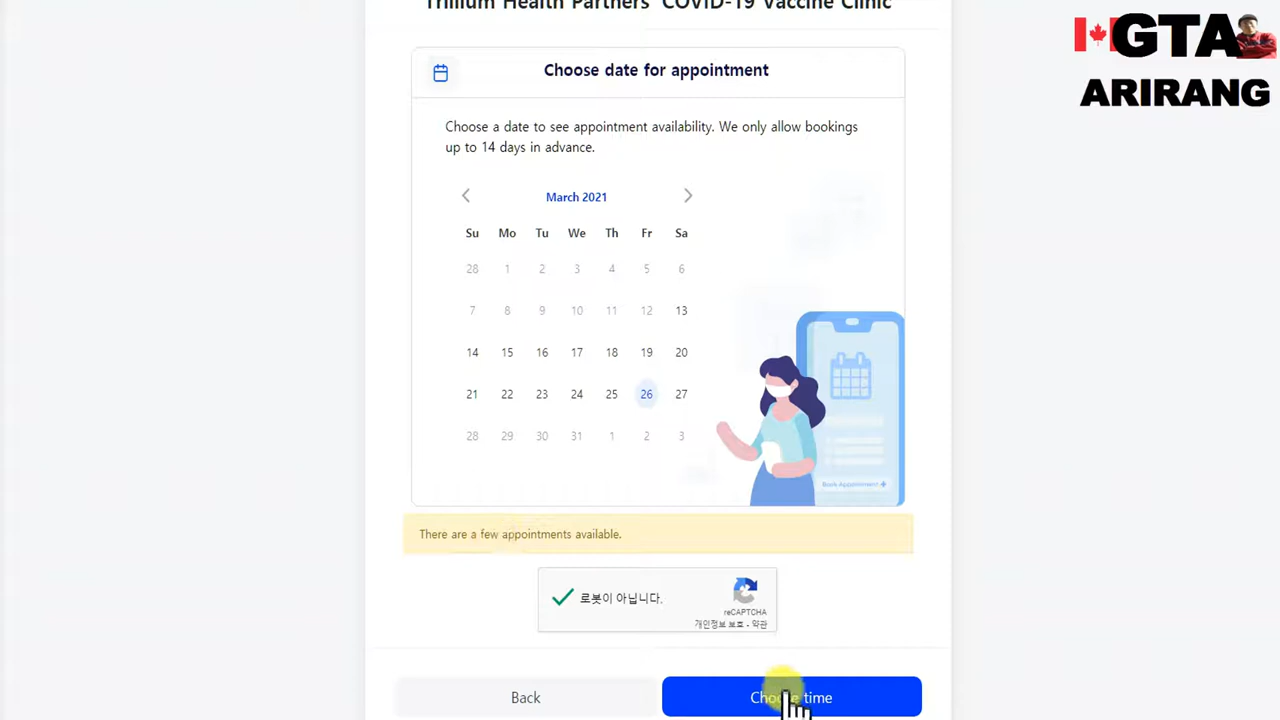 Trillium Health Partners' COVID-19 Vaccine Clinic
GTA
ARIRANG
Choose date for appointment
Choose a date to see appointment availability. We only allow bookings
up to 14 days in advance.
March 2021
Su Mo Tu We Th Fr Sa
28 1 2 3 4 5 6
7 8 9 10 11 12 13
14 15 16 17 18 19 20
21 22 23 24 25 26 27
28 29 30 31 1 2 3
Book Appointment!
There are a few appointments available.
로봇이 아닙니다.
reCAPTCHA
개인정보 보호 - 약관
Back
Choose time